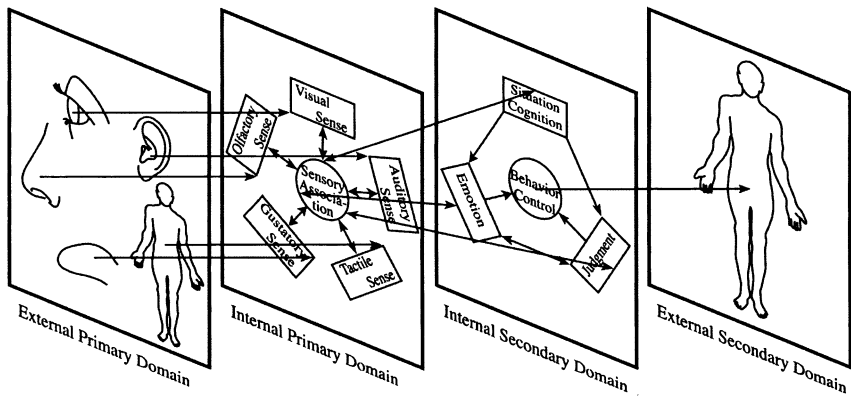 Visual
Sense
Olfactory
Sense
Sensory
Associa-
tion
Auditory
Sense
Gustatory
Sense
Tactile
Sense
Situation
Cognition
Emotion
Behavior
Control
Judgment
External Primary Domain
Internal Primary Domain
Internal Secondary Domain
External Secondary Domain